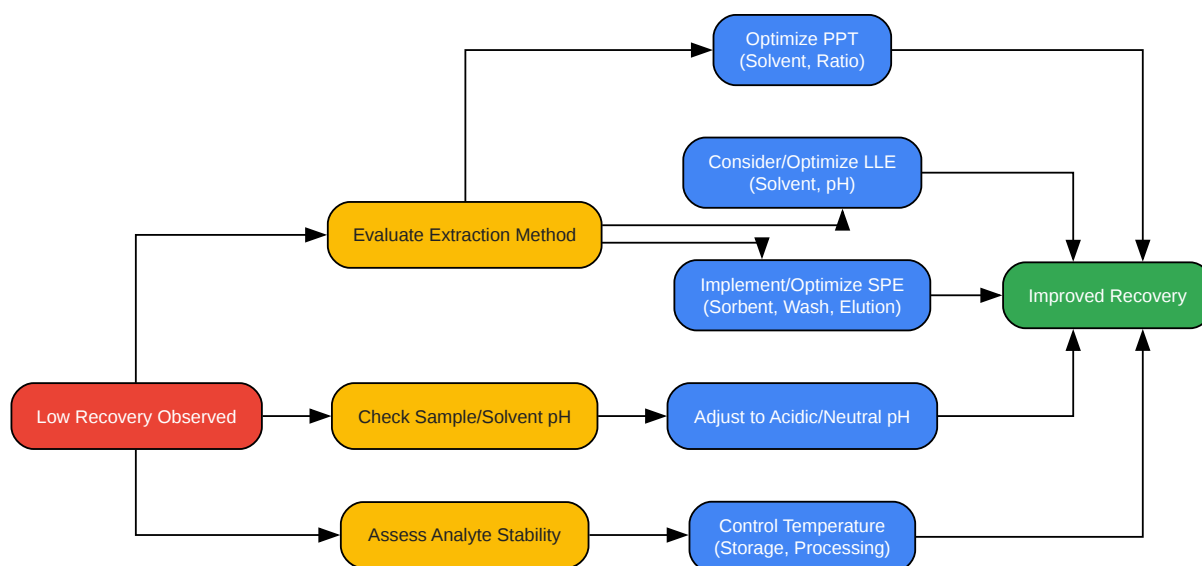 Optimize PPT
(Solvent, Ratio)
Consider/Optimize LLE
(Solvent, pH)
Evaluate Extraction Method
Implement/Optimize SPE
(Sorbent, Wash, Elution)
Improved Recovery
Low Recovery Observed
Check Sample/Solvent pH
Adjust to Acidic/Neutral pH
Assess Analyte Stability
Control Temperature
(Storage, Processing)